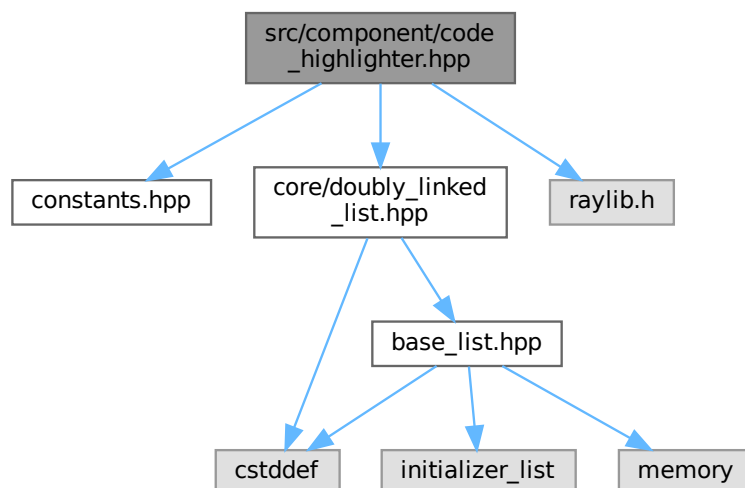 src/component/code
_highlighter.hpp
constants.hpp
core/doubly_linked
_list.hpp
raylib.h
base_list.hpp
cstddef
initializer_list
memory